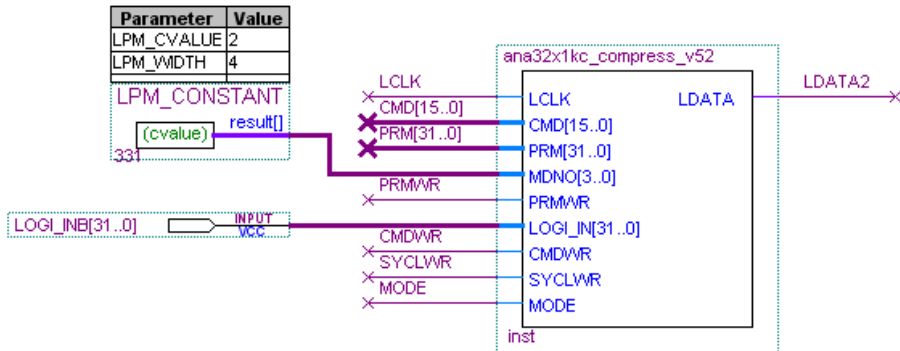 Parameter Value
LPM_CVALUE 2
LPM_WIDTH 4
LPM_CONSTANT
(cvalue)
result[]
331
LOGI_INB[31..0]
INPUT
VCC
LCLK
CMD[15..0]
PRM[31..0]
PRMWR
CMDWR
SYCLWR
MODE
ana32x1kc_compress_v52
LCLK LDATA
CMD[15..0]
PRM[31..0]
MDNO[3..0]
PRMWR
LOGI_IN[31..0]
CMDWR
SYCLWR
MODE
inst
LDATA2